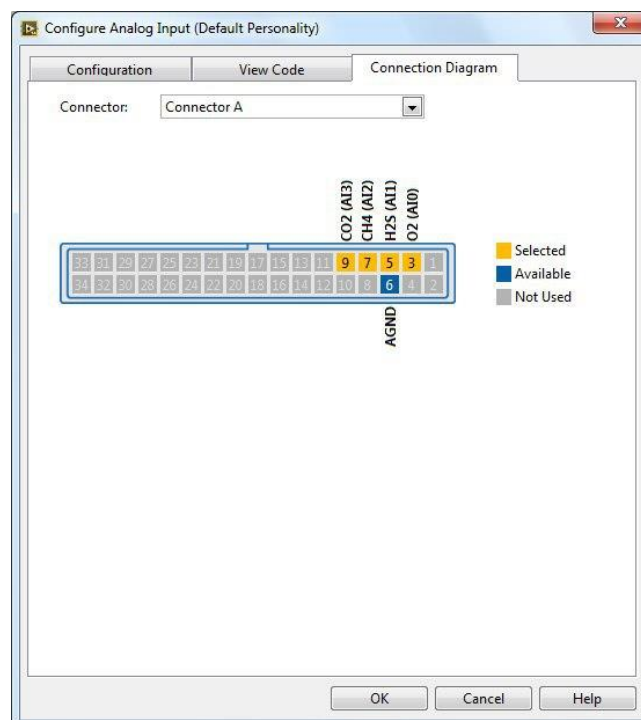 Configure Analog Input (Default Personality)
Configuration
View Code
Connection Diagram
Connector:
Connector A
CO2 (AI3)
CH4 (AI2)
H2S (AI1)
O2 (AI0)
33 31 29 27 25 23 21 19 17 15 13 11 9 7 5 3 1
34 32 30 28 26 24 22 20 18 16 14 12 10 8 6 4 2
AGND
Selected
Available
Not Used
OK
Cancel
Help